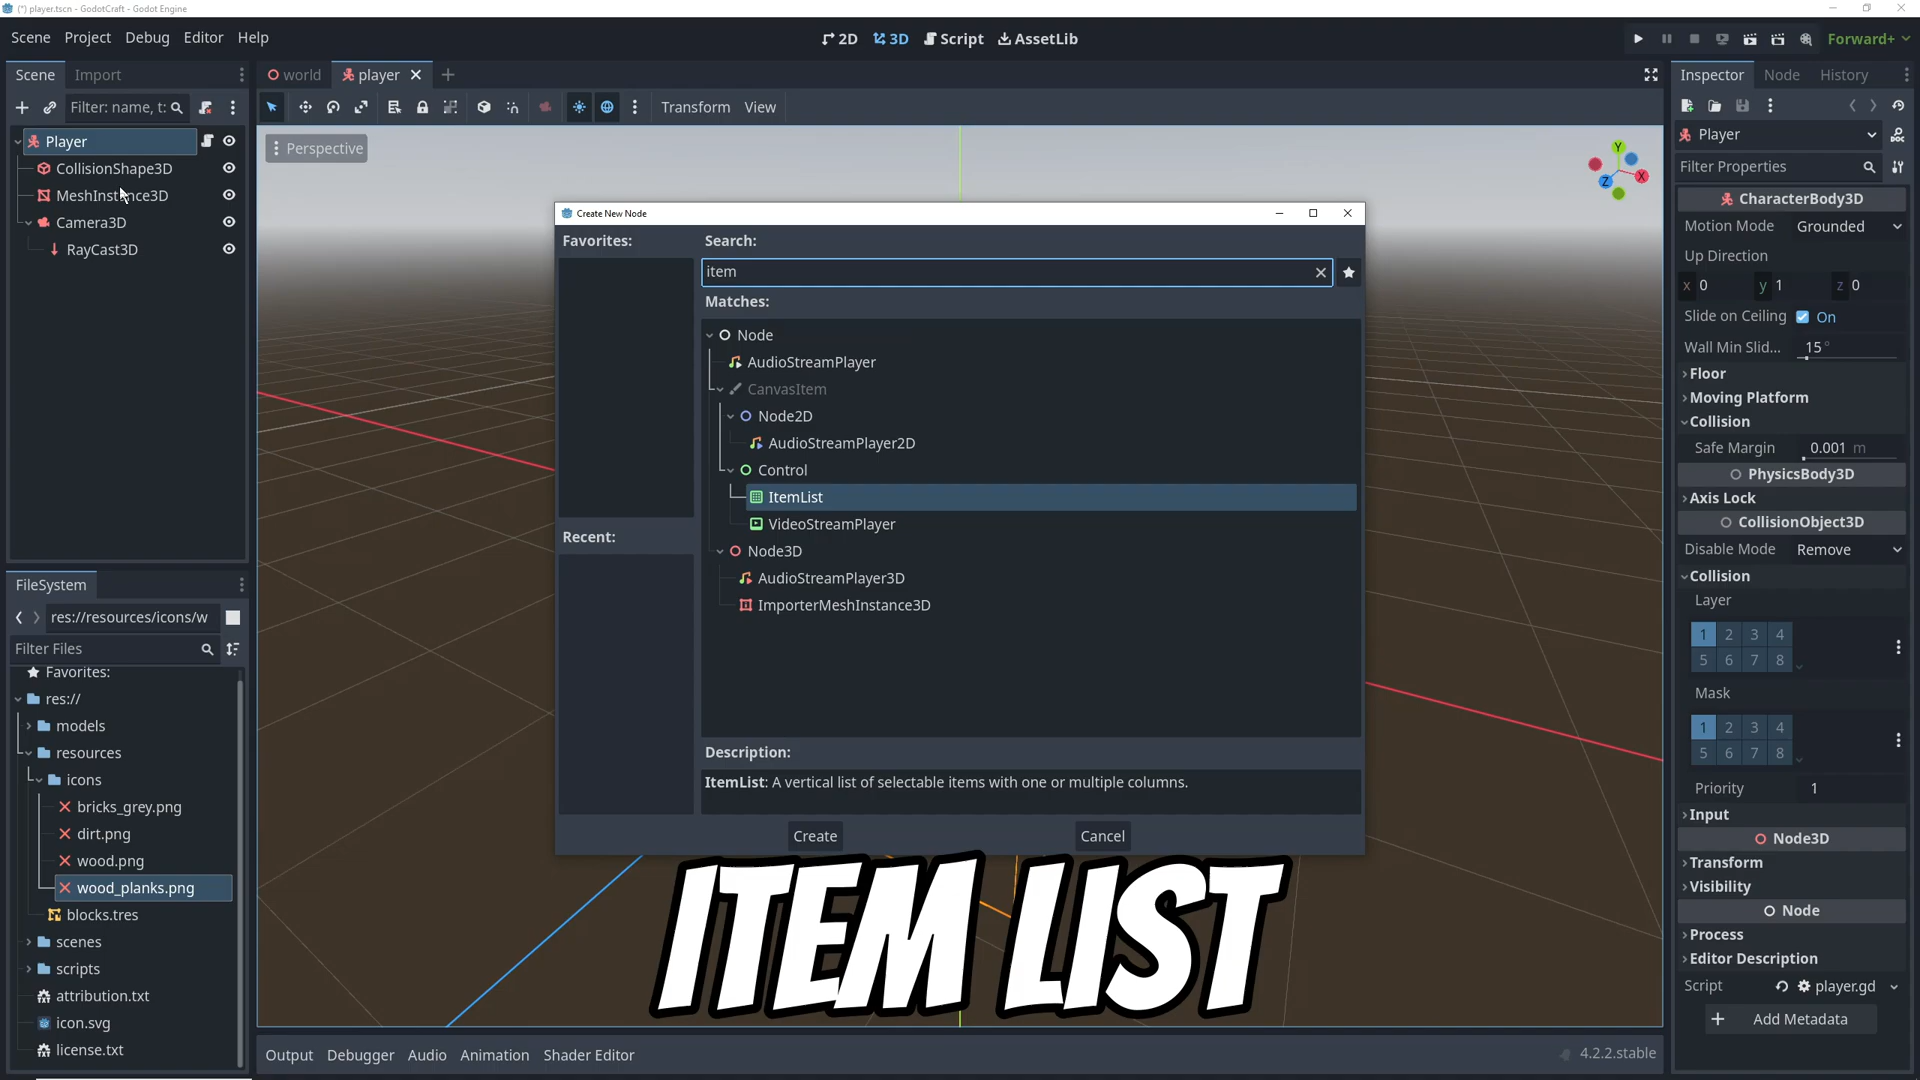 (*) player.tscn - GodotCraft - Godot Engine
Scene Project Debug Editor Help
2D 3D Script AssetLib
Forward+
Scene Import
Filter: name, t:
Player
CollisionShape3D
MeshInstance3D
Camera3D
RayCast3D
FileSystem
res://resources/icons/w
Filter Files
Favorites:
res://
models
resources
icons
bricks_grey.png
dirt.png
wood.png
wood_planks.png
blocks.tres
scenes
scripts
attribution.txt
icon.svg
license.txt
world player
Transform View
Perspective
Y
X
Z
Create New Node
Favorites:
Recent:
Search:
item
Matches:
Node
AudioStreamPlayer
CanvasItem
Node2D
AudioStreamPlayer2D
Control
ItemList
VideoStreamPlayer
Node3D
AudioStreamPlayer3D
ImporterMeshInstance3D
Description:
ItemList: A vertical list of selectable items with one or multiple columns.
Create Cancel
ITEM LIST
Output Debugger Audio Animation Shader Editor
4.2.2.stable
Inspector Node History
Player
Filter Properties
CharacterBody3D
Motion Mode Grounded
Up Direction
x 0 y 1 z 0
Slide on Ceiling On
Wall Min Slid... 15 °
Floor
Moving Platform
Collision
Safe Margin 0.001 m
PhysicsBody3D
Axis Lock
CollisionObject3D
Disable Mode Remove
Collision
Layer
1 2 3 4
5 6 7 8
Mask
1 2 3 4
5 6 7 8
Priority 1
Input
Node3D
Transform
Visibility
Node
Process
Editor Description
Script player.gd
Add Metadata